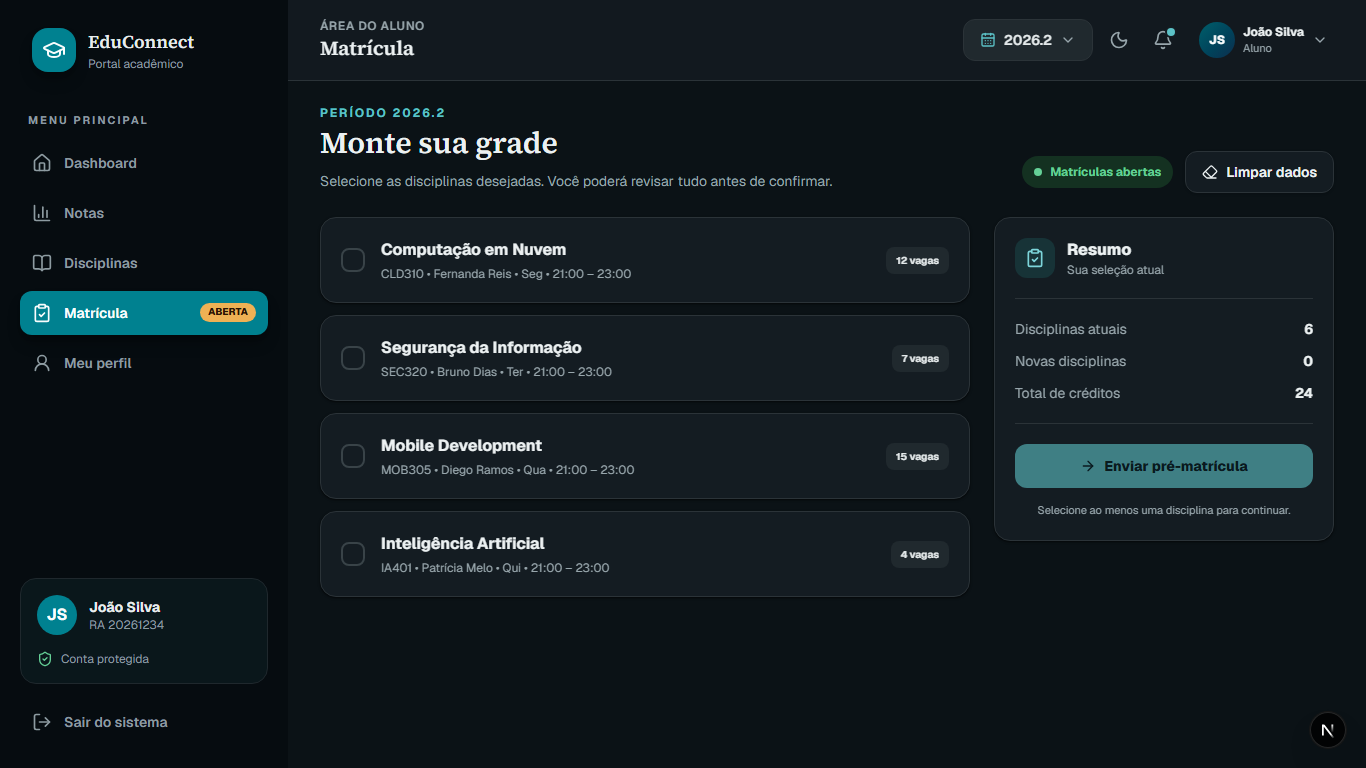 EduConnect
Portal acadêmico
MENU PRINCIPAL
Dashboard
Notas
Disciplinas
Matrícula
ABERTA
Meu perfil
JS
João Silva
RA 20261234
Conta protegida
Sair do sistema
ÁREA DO ALUNO
Matrícula
2026.2
JS
João Silva
Aluno
PERÍODO 2026.2
Monte sua grade
Selecione as disciplinas desejadas. Você poderá revisar tudo antes de confirmar.
Matrículas abertas
Limpar dados
Computação em Nuvem
CLD310 • Fernanda Reis • Seg • 21:00 – 23:00
12 vagas
Segurança da Informação
SEC320 • Bruno Dias • Ter • 21:00 – 23:00
7 vagas
Mobile Development
MOB305 • Diego Ramos • Qua • 21:00 – 23:00
15 vagas
Inteligência Artificial
IA401 • Patrícia Melo • Qui • 21:00 – 23:00
4 vagas
Resumo
Sua seleção atual
Disciplinas atuais 6
Novas disciplinas 0
Total de créditos 24
Enviar pré-matrícula
Selecione ao menos uma disciplina para continuar.
N